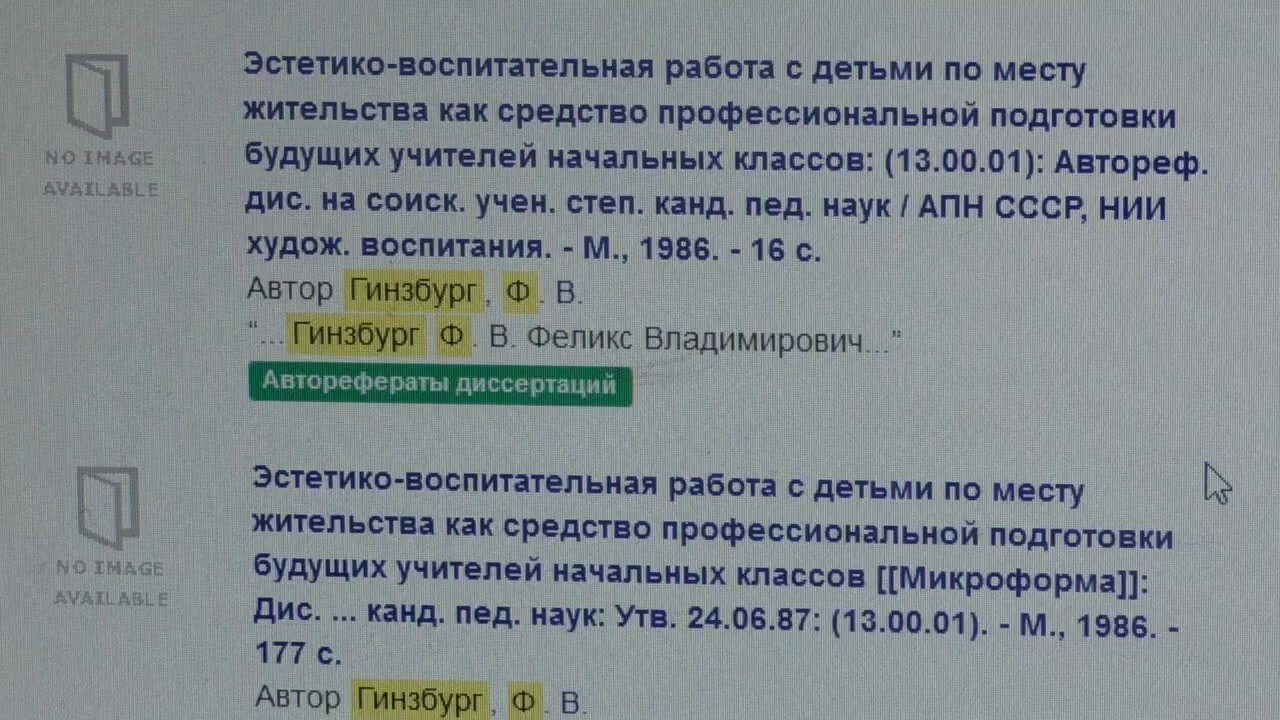 Эстетико-воспитательная работа с детьми по месту
жительства как средство профессиональной подготовки
будущих учителей начальных классов: (13.00.01): Автореф.
дис. на соиск. учен. степ. канд. пед. наук / АПН СССР, НИИ
худож. воспитания. - М., 1986. - 16 с.
NO IMAGE
AVAILABLE
Автор Гинзбург, Ф. В.
“... Гинзбург Ф. В. Феликс Владимирович...”
Авторефераты диссертаций
Эстетико-воспитательная работа с детьми по месту
жительства как средство профессиональной подготовки
будущих учителей начальных классов [[Микроформа]]:
Дис. ... канд. пед. наук: Утв. 24.06.87: (13.00.01). - М., 1986. -
177 с.
NO IMAGE
AVAILABLE
Автор Гинзбург, Ф. В.